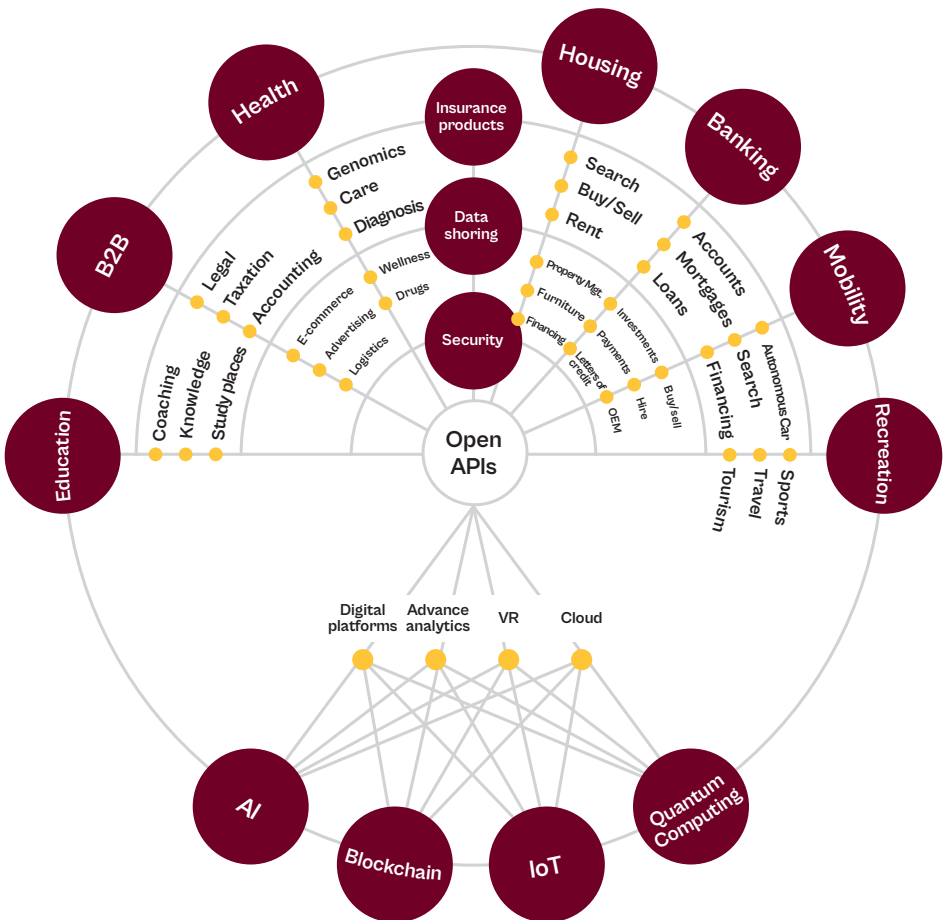 Housing
Health
Insurance
products
Banking
Genomics
Care
Diagnosis
Search
Buy/Sell
Rent
Data
shoring
B2B
Legal
Taxation
Accounting
Wellness
Drugs
Property Mgt.
Furniture
Financing
Accounts
Mortgages
Loans
Mobility
E-commerce
Advertising
Logistics
Security
Investments
Payments
Letters of
credit
Autonomous Car
Search
Financing
Buy/sell
Hire
OEM
Education
Coaching
Knowledge
Study places
Open
APIs
Tourism
Travel
Sports
Recreation
Digital
platforms
Advance
analytics
VR
Cloud
AI
Blockchain
IoT
Quantum
Computing